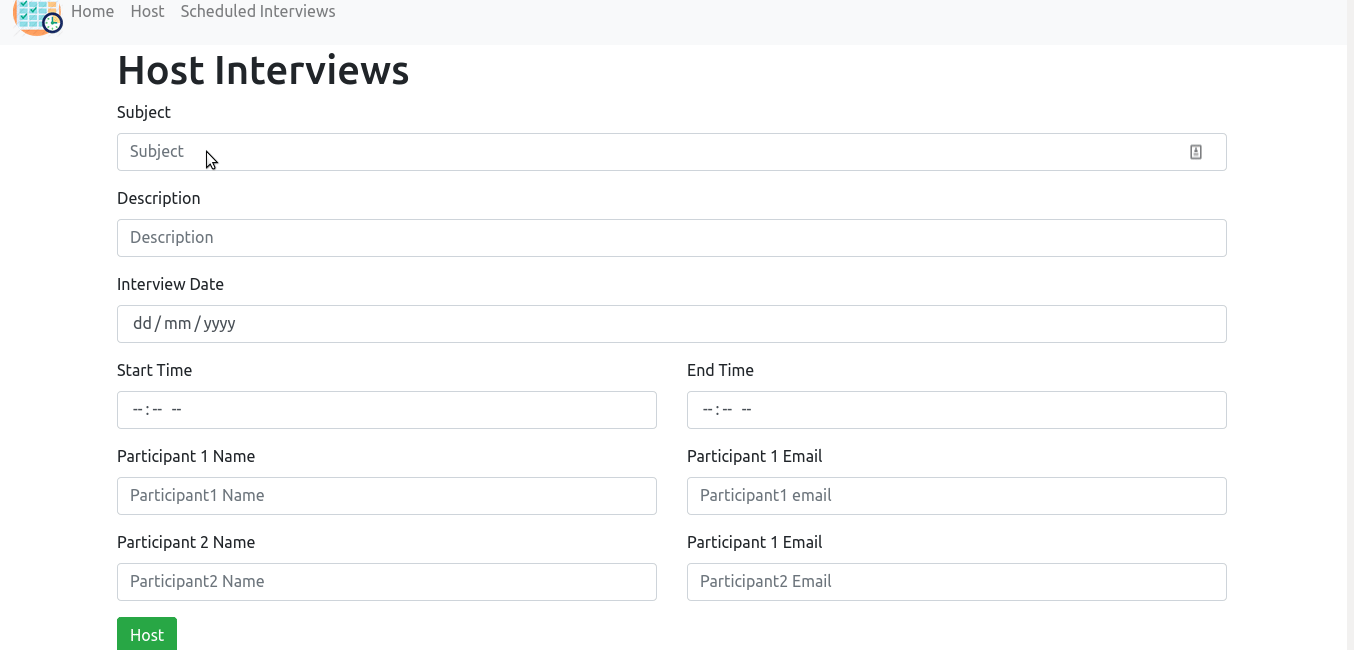 Home Host Scheduled Interviews
Host Interviews
Subject
Subject
Description
Description
Interview Date
dd/mm/yyyy
Start Time End Time
--:-- -- --:-- --
Participant 1 Name Participant 1 Email
Participant1 Name Participant1 email
Participant 2 Name Participant 1 Email
Participant2 Name Participant2 Email
Host